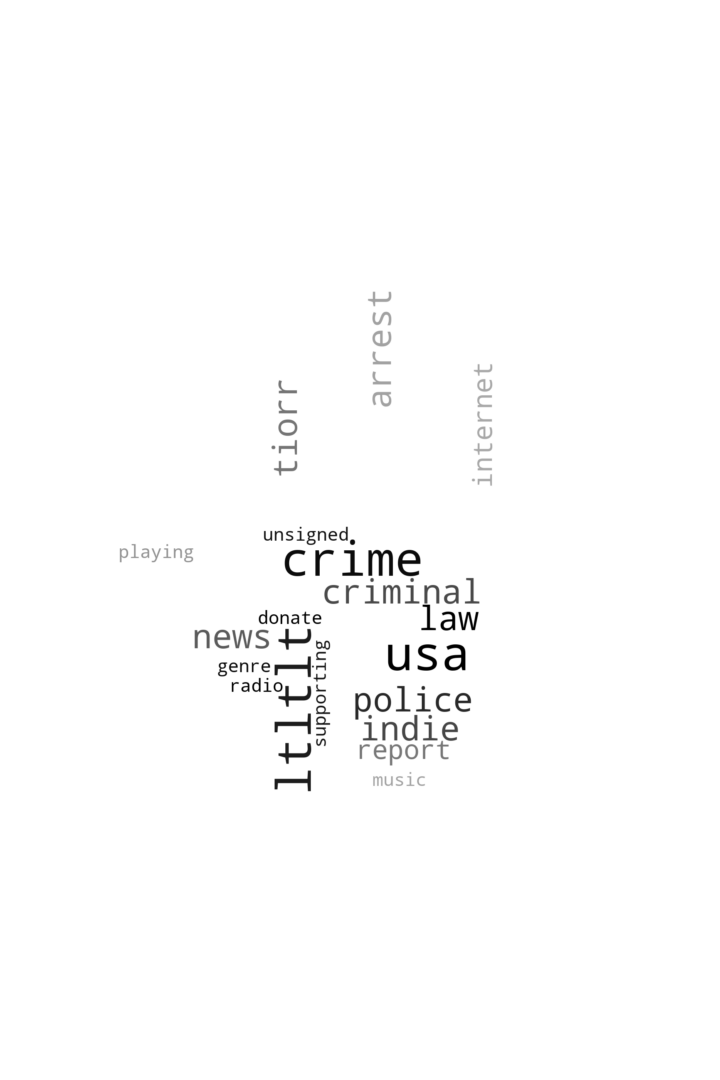 arrest
internet
tiorr
unsigned
playing
crime
criminal
donate
law
news
ltltlt
usa
genre
supporting
radio
police
indie
report
music